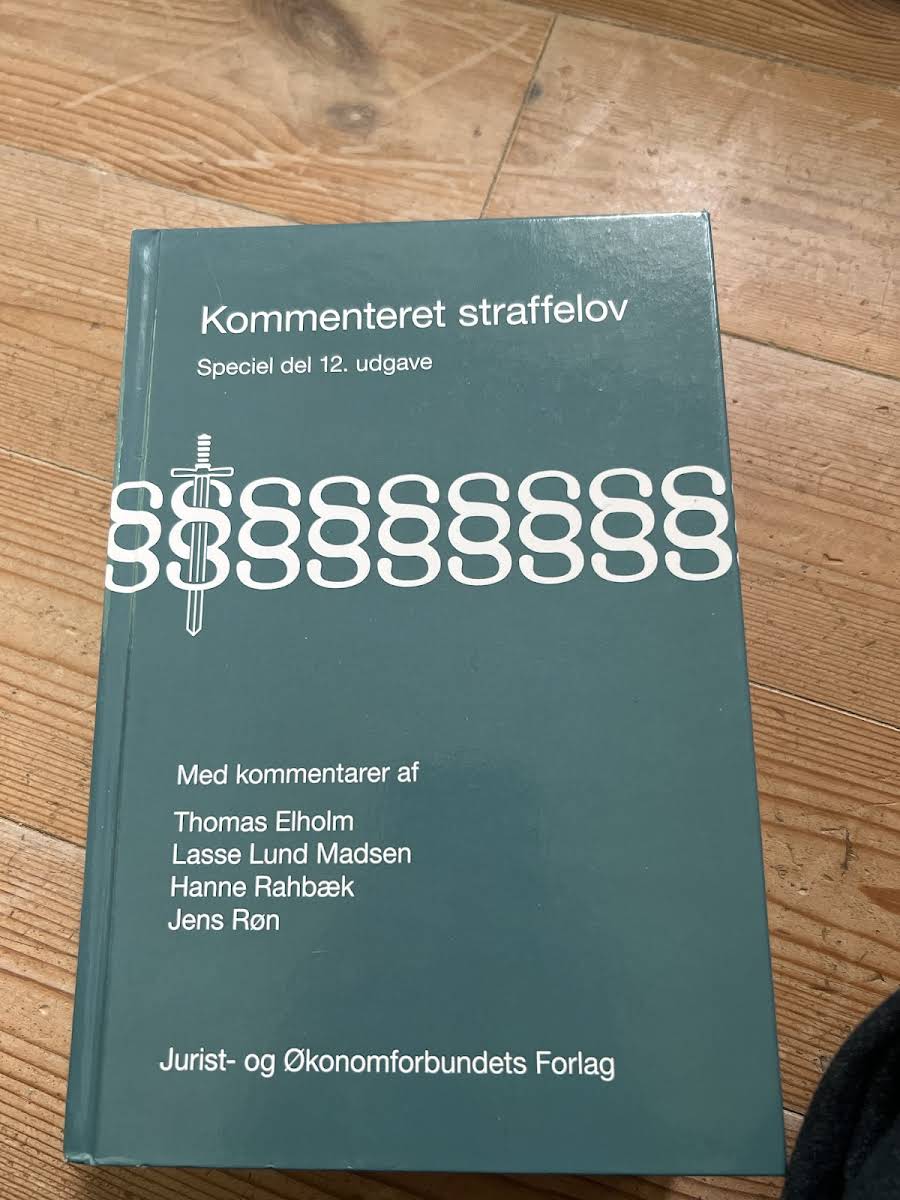 Kommenteret straffelov
Speciel del 12. udgave
§§§§§§§§§
Med kommentarer af
Thomas Elholm
Lasse Lund Madsen
Hanne Rahbæk
Jens Røn
Jurist- og Økonomforbundets Forlag